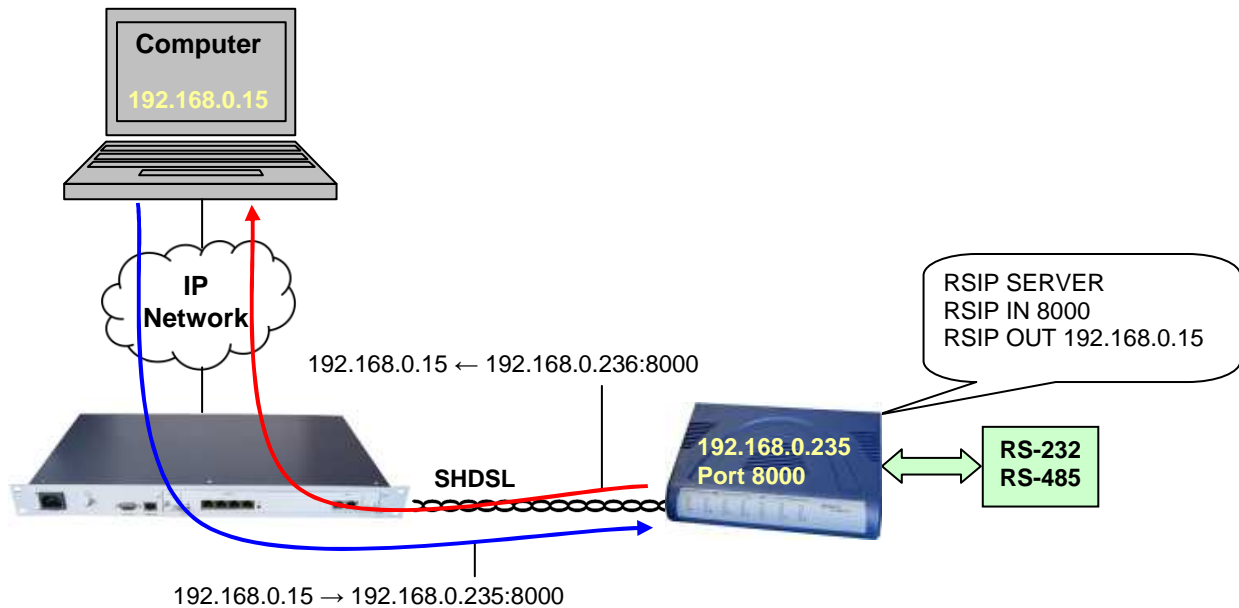 Computer
192.168.0.15
IP
Network
RSIP SERVER
RSIP IN 8000
RSIP OUT 192.168.0.15
192.168.0.15 ← 192.168.0.236:8000
192.168.0.235
Port 8000
RS-232
RS-485
SHDSL
192.168.0.15 → 192.168.0.235:8000